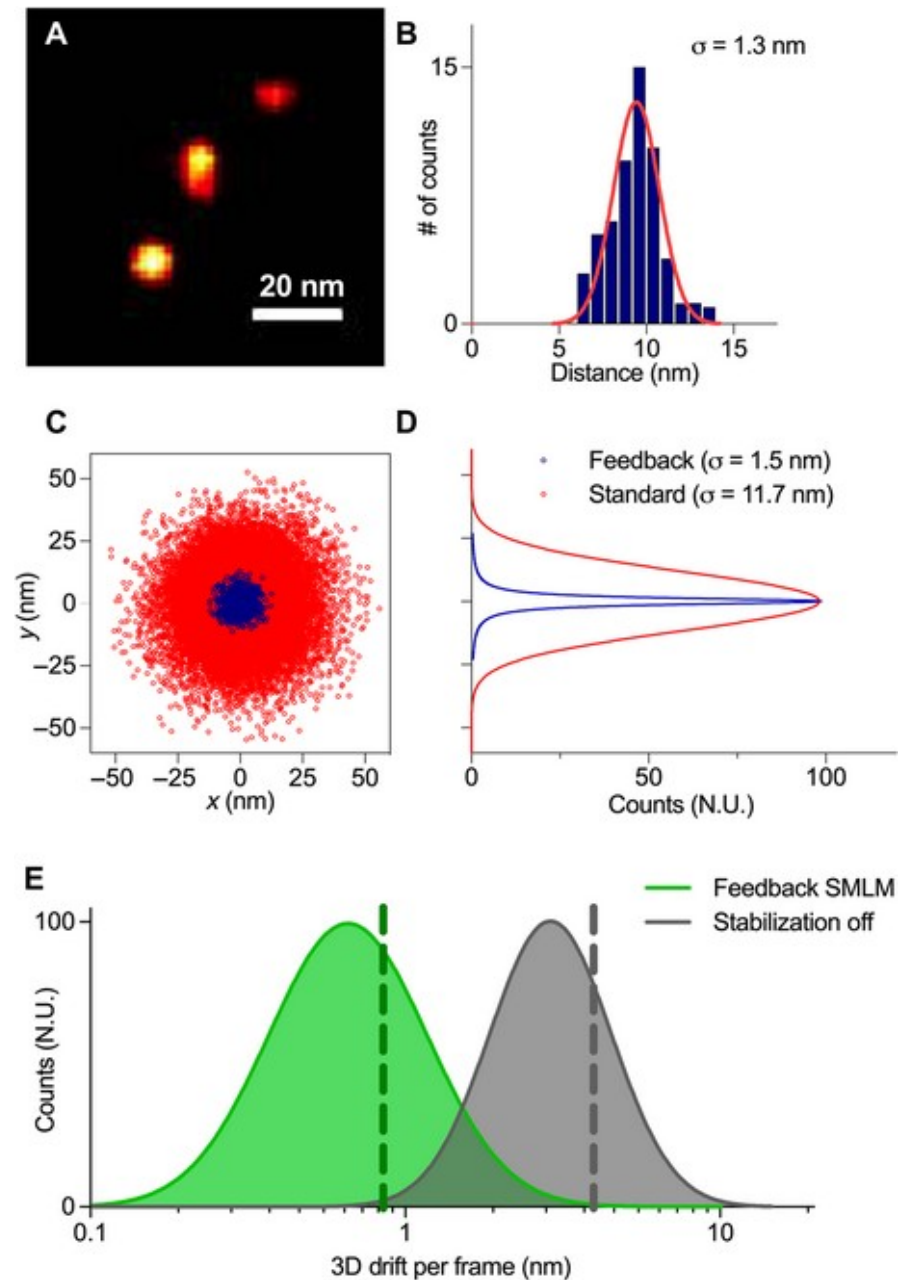 A
20 nm
B
σ = 1.3 nm
15
# of counts
0
0 5 10 15
Distance (nm)
C
50
25
0
–25
–50
y (nm)
–50 –25 0 25 50
x (nm)
D
Feedback (σ = 1.5 nm)
Standard (σ = 11.7 nm)
0 50 100
Counts (N.U.)
E
Feedback SMLM
Stabilization off
100
Counts (N.U.)
0
0.1 1 10
3D drift per frame (nm)